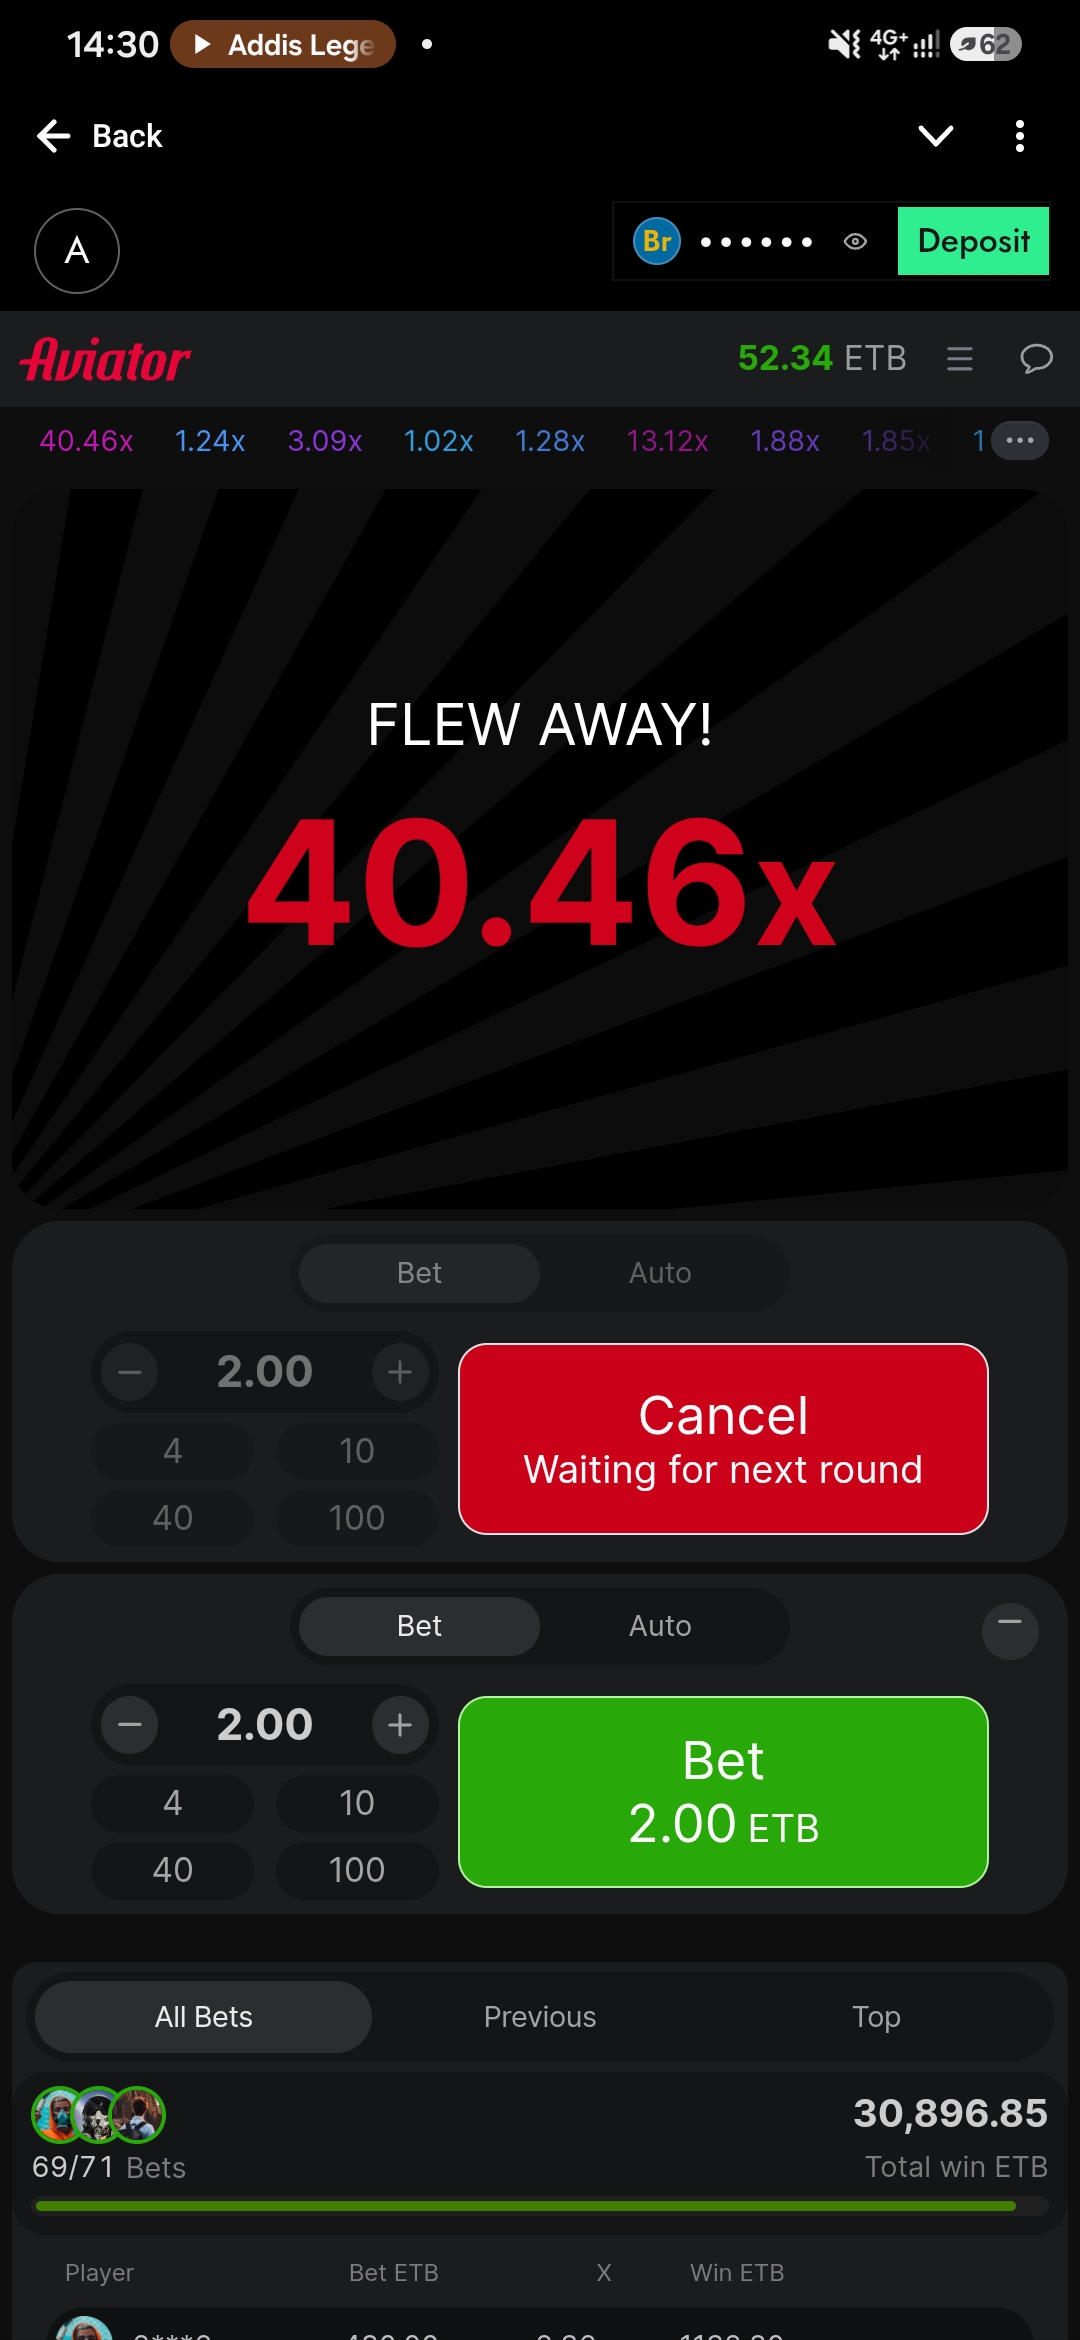 14:30 Addis Lege
4G+ 62
Back
A Br Deposit
Aviator 52.34 ETB
40.46x 1.24x 3.09x 1.02x 1.28x 13.12x 1.88x 1.85x 1
FLEW AWAY!
40.46x
Bet Auto
2.00
4 10
40 100
Cancel
Waiting for next round
Bet Auto
2.00
4 10
40 100
Bet
2.00 ETB
All Bets Previous Top
30,896.85
69/71 Bets Total win ETB
Player Bet ETB X Win ETB